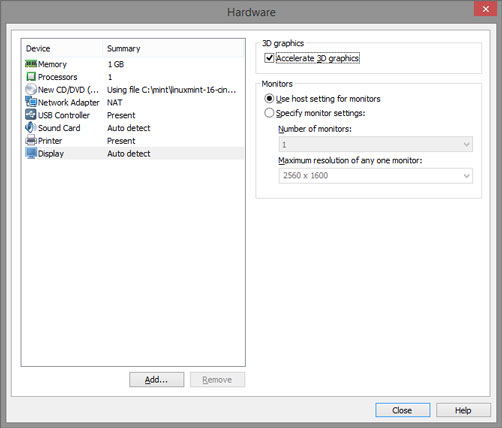 Hardware
Device Summary
Memory 1 GB
Processors 1
New CD/DVD (... Using file C:\mint\linuxmint-16-cin...
Network Adapter NAT
USB Controller Present
Sound Card Auto detect
Printer Present
Display Auto detect
Add...
Remove
3D graphics
Accelerate 3D graphics
Monitors
Use host setting for monitors
Specify monitor settings:
Number of monitors:
1
Maximum resolution of any one monitor:
2560 x 1600
Close
Help